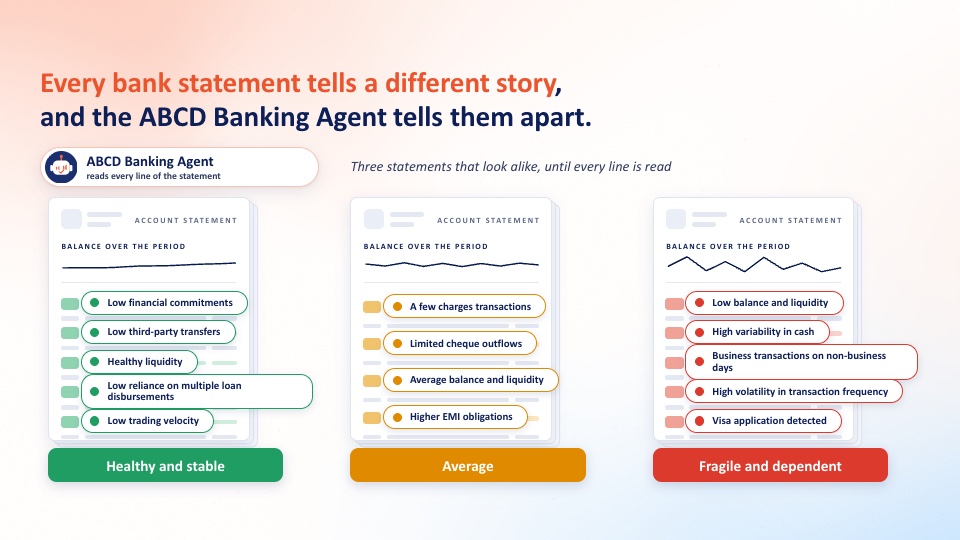 Every bank statement tells a different story,
and the ABCD Banking Agent tells them apart.
ABCD Banking Agent
reads every line of the statement
Three statements that look alike, until every line is read
ACCOUNT STATEMENT
BALANCE OVER THE PERIOD
Low financial commitments
Low third-party transfers
Healthy liquidity
Low reliance on multiple loan
disbursements
Low trading velocity
Healthy and stable
ACCOUNT STATEMENT
BALANCE OVER THE PERIOD
A few charges transactions
Limited cheque outflows
Average balance and liquidity
Higher EMI obligations
Average
ACCOUNT STATEMENT
BALANCE OVER THE PERIOD
Low balance and liquidity
High variability in cash
Business transactions on non-business
days
High volatility in transaction frequency
Visa application detected
Fragile and dependent